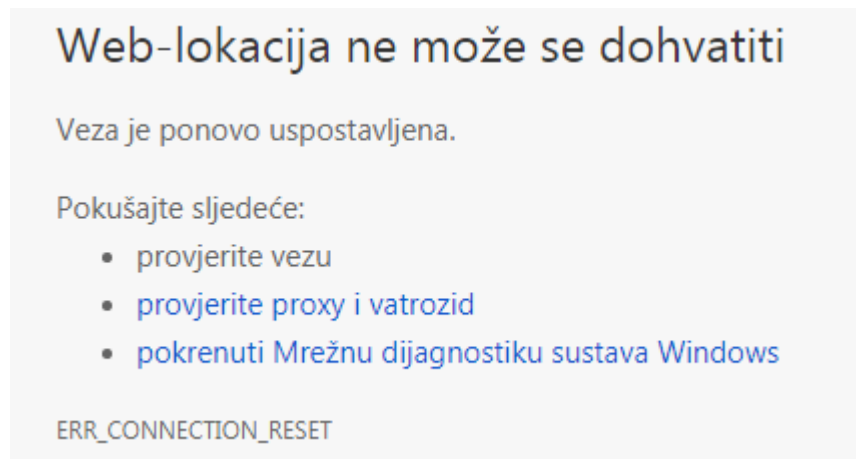 Web-lokacija ne može se dohvatiti
Veza je ponovo uspostavljena.
Pokušajte sljedeće:
• provjerite vezu
• provjerite proxy i vatrozid
• pokrenuti Mrežnu dijagnostiku sustava Windows
ERR_CONNECTION_RESET